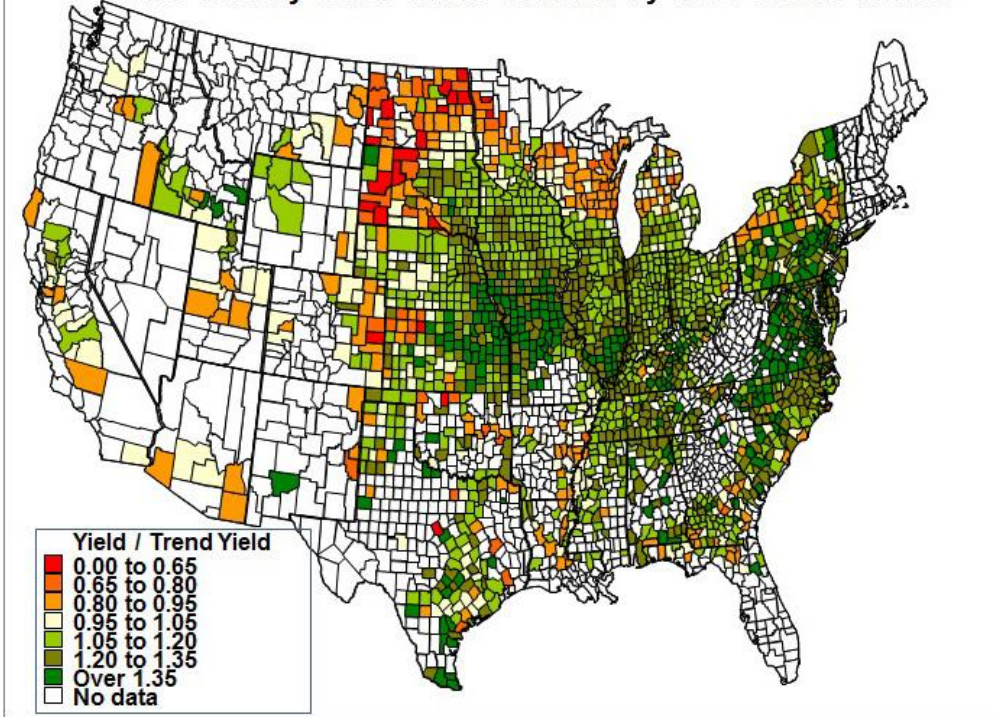 Yield / Trend Yield
0.00 to 0.65
0.65 to 0.80
0.80 to 0.95
0.95 to 1.05
1.05 to 1.20
1.20 to 1.35
Over 1.35
No data